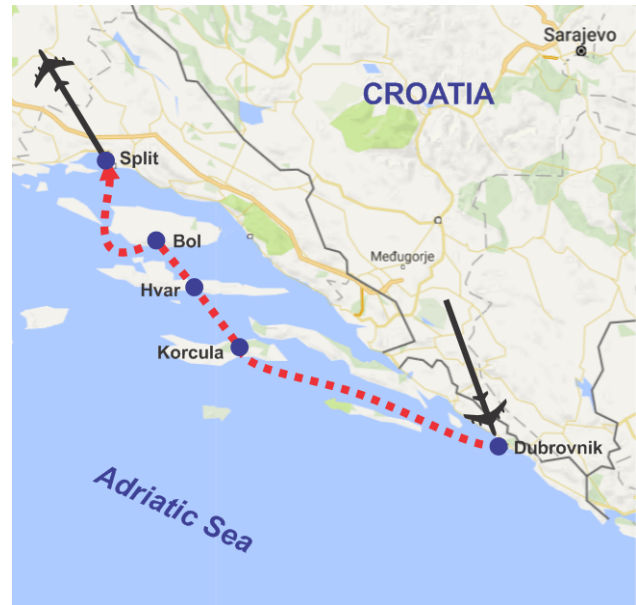 Sarajevo
CROATIA
Split
Bol
Međugorje
Hvar
Korcula
Dubrovnik
Adriatic Sea